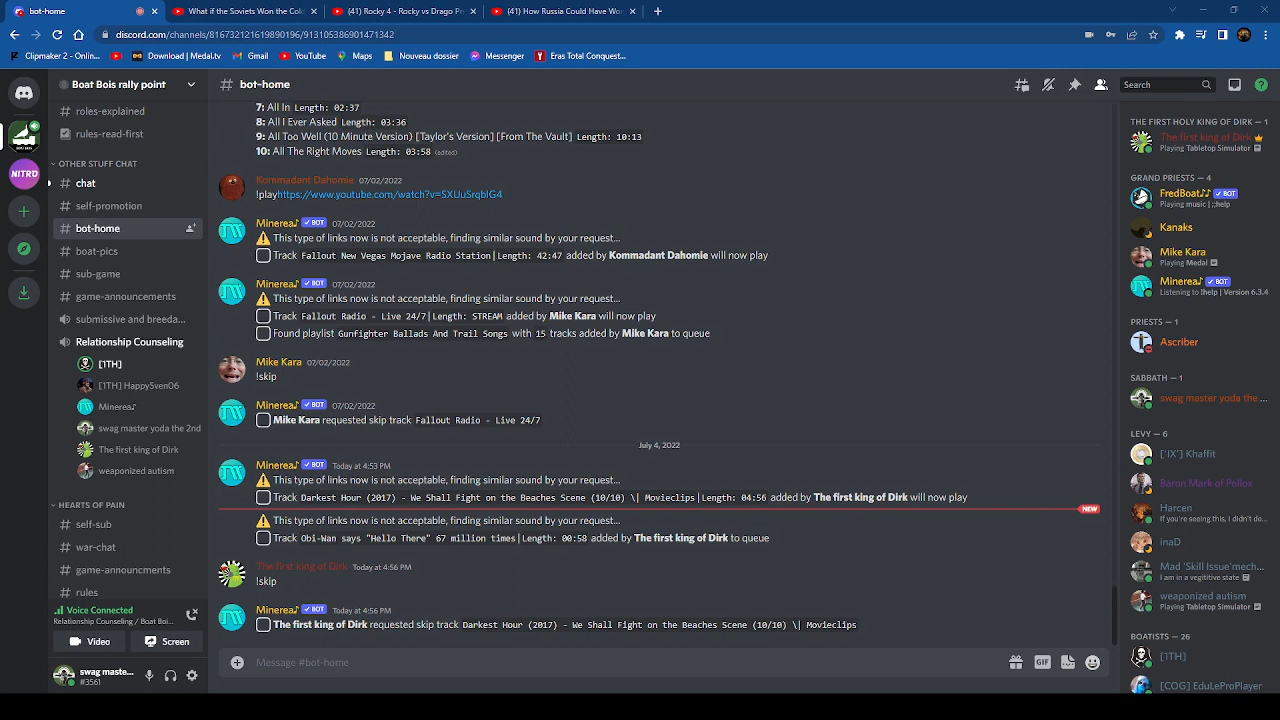 bot-home
What if the Soviets Won the Cold
(41) Rocky 4 - Rocky vs Drago Pr
(41) How Russia Could Have Wor
discord.com/channels/816732121619890196/913105386901471342
Clipmaker 2 - Onlin...
Download | Medal.tv
Gmail
YouTube
Maps
Nouveau dossier
Messenger
Eras Total Conquest...
Boat Bois rally point
# bot-home
Search
NITRO
# roles-explained
rules-read-first
OTHER STUFF CHAT
# chat
# self-promotion
# bot-home
# boat-pics
# sub-game
# game-announcements
submissive and breeda...
Relationship Counseling
[1TH]
[1TH] HappySven06
Minerea♪
swag master yoda the 2nd
The first king of Dirk
weaponized autism
HEARTS OF PAIN
# self-sub
# war-chat
# game-announcments
# rules
Voice Connected
Relationship Counseling / Boat Boi...
Video
Screen
swag maste...
#3561
7: All In Length: 02:37
8: All I Ever Asked Length: 03:36
9: All Too Well (10 Minute Version) [Taylor's Version] [From The Vault] Length: 10:13
10: All The Right Moves Length: 03:58 (edited)
Kommadant Dahomie 07/02/2022
!playhttps://www.youtube.com/watch?v=SXUuSrqbIG4
Minerea♪ ✓ BOT 07/02/2022
This type of links now is not acceptable, finding similar sound by your request...
Track Fallout New Vegas Mojave Radio Station|Length: 42:47 added by Kommadant Dahomie will now play
Minerea♪ ✓ BOT 07/02/2022
This type of links now is not acceptable, finding similar sound by your request...
Track Fallout Radio - Live 24/7|Length: STREAM added by Mike Kara will now play
Found playlist Gunfighter Ballads And Trail Songs with 15 tracks added by Mike Kara to queue
Mike Kara 07/02/2022
!skip
Minerea♪ ✓ BOT 07/02/2022
Mike Kara requested skip track Fallout Radio - Live 24/7
July 4, 2022
Minerea♪ ✓ BOT Today at 4:53 PM
This type of links now is not acceptable, finding similar sound by your request...
Track Darkest Hour (2017) - We Shall Fight on the Beaches Scene (10/10) \| Movieclips|Length: 04:56 added by The first king of Dirk will now play
NEW
This type of links now is not acceptable, finding similar sound by your request...
Track Obi-Wan says "Hello There" 67 million times|Length: 00:58 added by The first king of Dirk to queue
The first king of Dirk Today at 4:56 PM
!skip
Minerea♪ ✓ BOT Today at 4:56 PM
The first king of Dirk requested skip track Darkest Hour (2017) - We Shall Fight on the Beaches Scene (10/10) \| Movieclips
Message #bot-home
GIF
THE FIRST HOLY KING OF DIRK — 1
The first king of Dirk
Playing Tabletop Simulator
GRAND PRIESTS — 4
FredBoat♪♪ ✓ BOT
Playing music | ;;help
Kanaks
Mike Kara
Playing Medal
Minerea♪ ✓ BOT
Listening to !help | Version 6.3.4
PRIESTS — 1
Ascriber
SABBATH — 1
swag master yoda the ...
LEVY — 6
['IX'] Khaffit
Baron Mark of Pollox
Harcen
If you're seeing this, I didn't do...
inaD
Mad 'Skill Issue'mech...
I am in a vegititive state
weaponized autism
Playing Tabletop Simulator
BOATISTS — 26
[1TH]
[COG] EduLeProPlayer